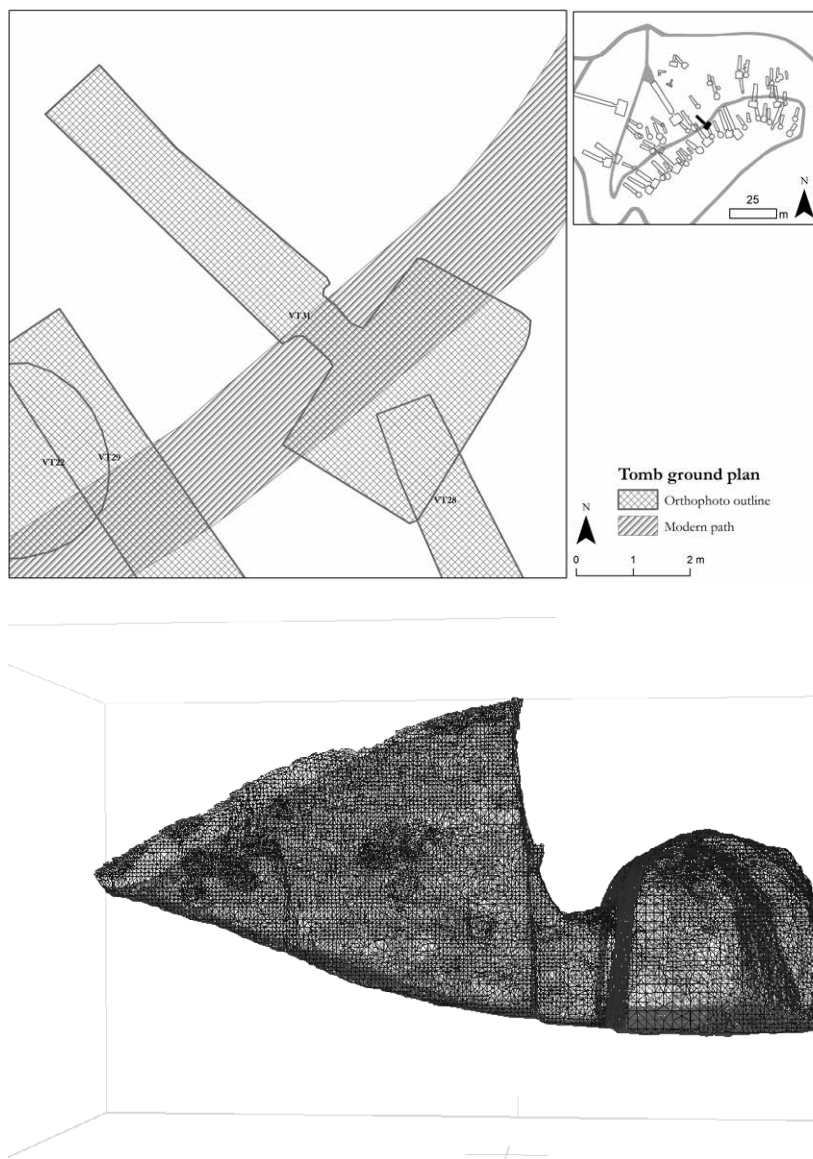 VT31
VT22
VT29
VT28
N
25
m
Tomb ground plan
Orthophoto outline
Modern path
N
0 1 2 m